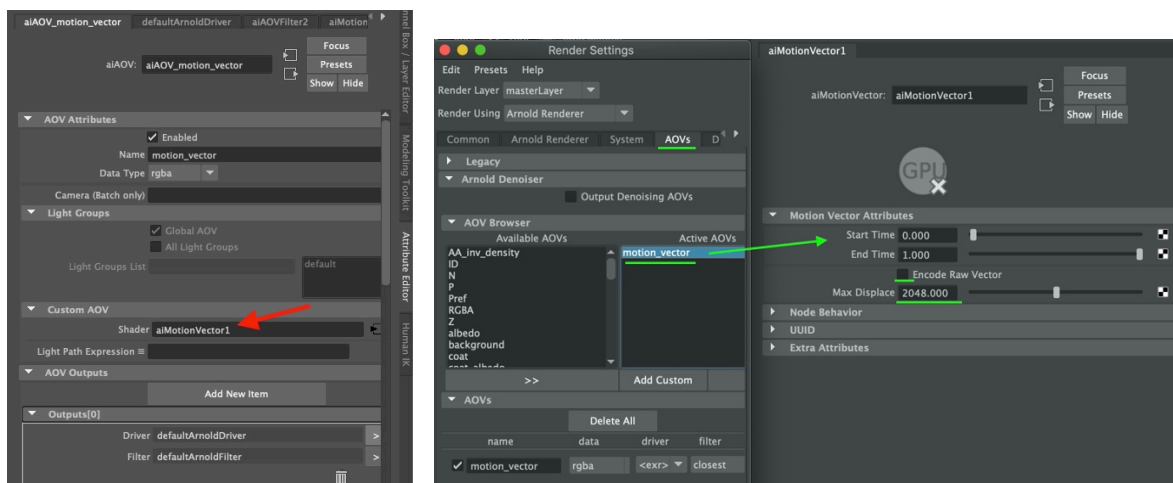 aiAOV_motion_vector defaultArnoldDriver aiAOVFilter2 aiMotion
Focus
aiAOV: aiAOV_motion_vector
Presets
Show Hide
AOV Attributes
Enabled
Name motion_vector
Data Type rgba
Camera (Batch only)
Light Groups
Global AOV
All Light Groups
Light Groups List default
Custom AOV
Shader aiMotionVector1
Light Path Expression =
AOV Outputs
Add New Item
Outputs[0]
Driver defaultArnoldDriver >
Filter defaultArnoldFilter >
nnel Box / Layer Editor
Modeling Toolkit
Attribute Editor
Human IK
Render Settings
Edit Presets Help
Render Layer masterLayer
Render Using Arnold Renderer
Common Arnold Renderer System AOVs D
Legacy
Arnold Denoiser
Output Denoising AOVs
AOV Browser
Available AOVs Active AOVs
AA_inv_density
ID
N
P
Pref
RGBA
Z
albedo
background
coat
coat_albedo
motion_vector
>> Add Custom
AOVs
Delete All
name data driver filter
motion_vector rgba <exr> closest
aiMotionVector1
Focus
aiMotionVector: aiMotionVector1
Presets
Show Hide
GPU
Motion Vector Attributes
Start Time 0.000
End Time 1.000
Encode Raw Vector
Max Displace 2048.000
Node Behavior
UUID
Extra Attributes